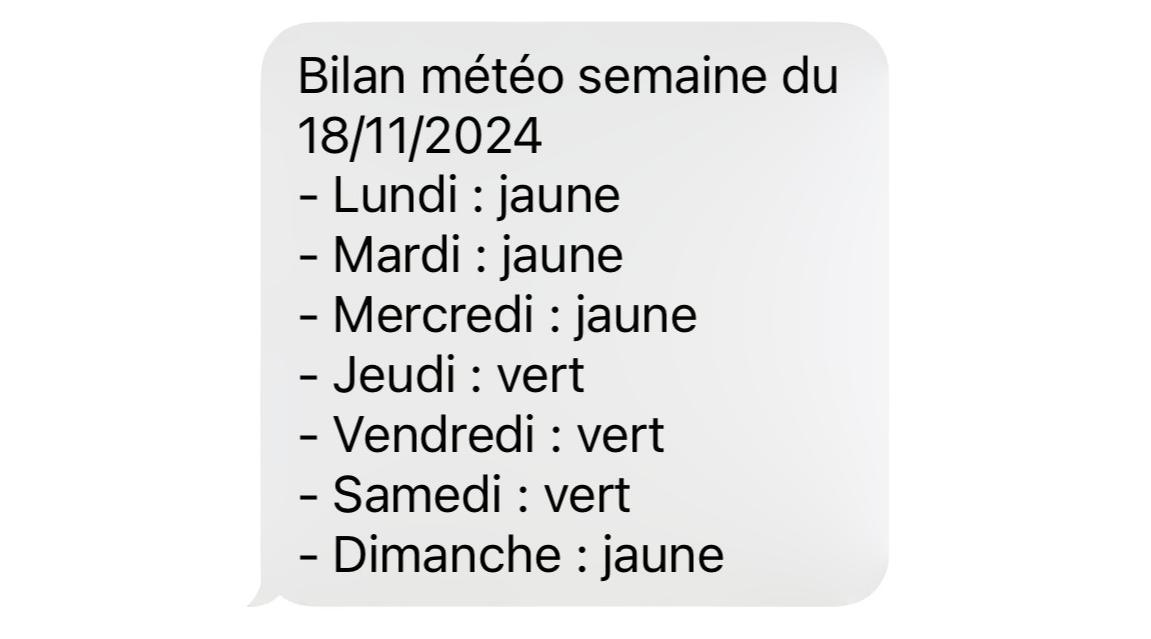 Bilan météo semaine du
18/11/2024
- Lundi : jaune
- Mardi : jaune
- Mercredi : jaune
- Jeudi : vert
- Vendredi : vert
- Samedi : vert
- Dimanche : jaune